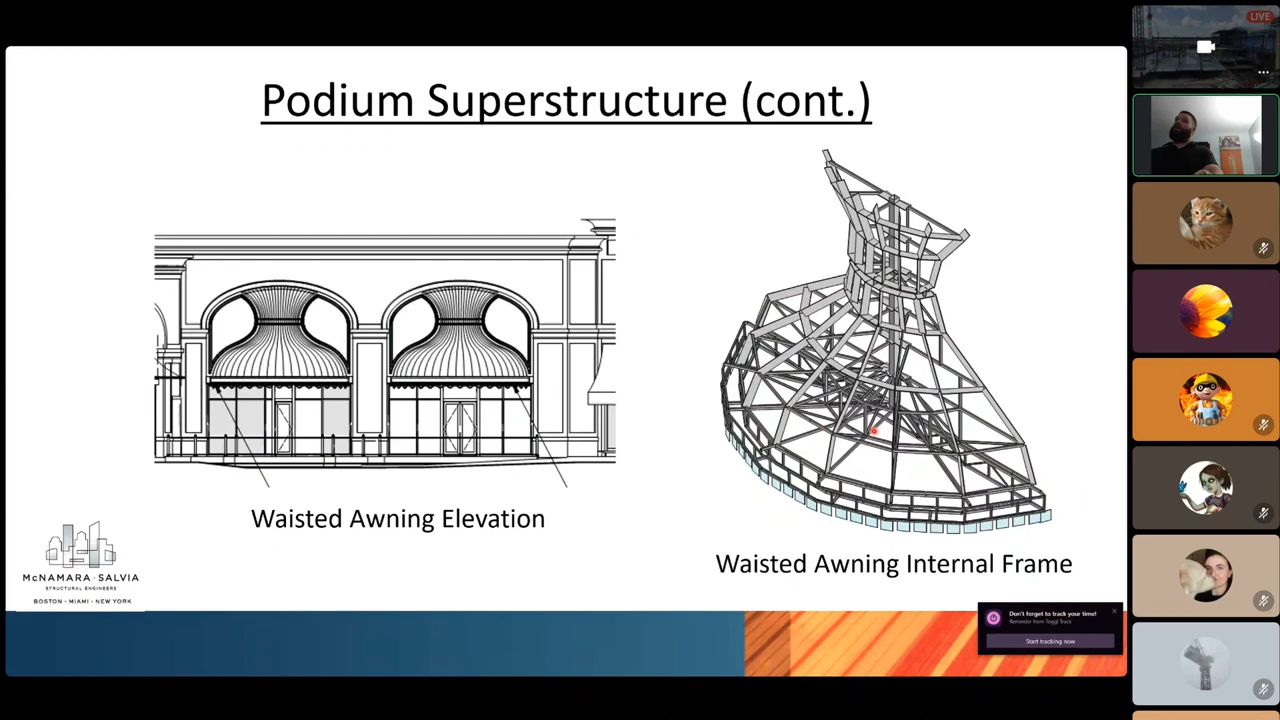 LIVE
Podium Superstructure (cont.)
Waisted Awning Elevation
Waisted Awning Internal Frame
McNAMARA · SALVIA
STRUCTURAL ENGINEERS
BOSTON - MIAMI - NEW YORK
Don't forget to track your time!
Reminder from Toggl Track
Start tracking now